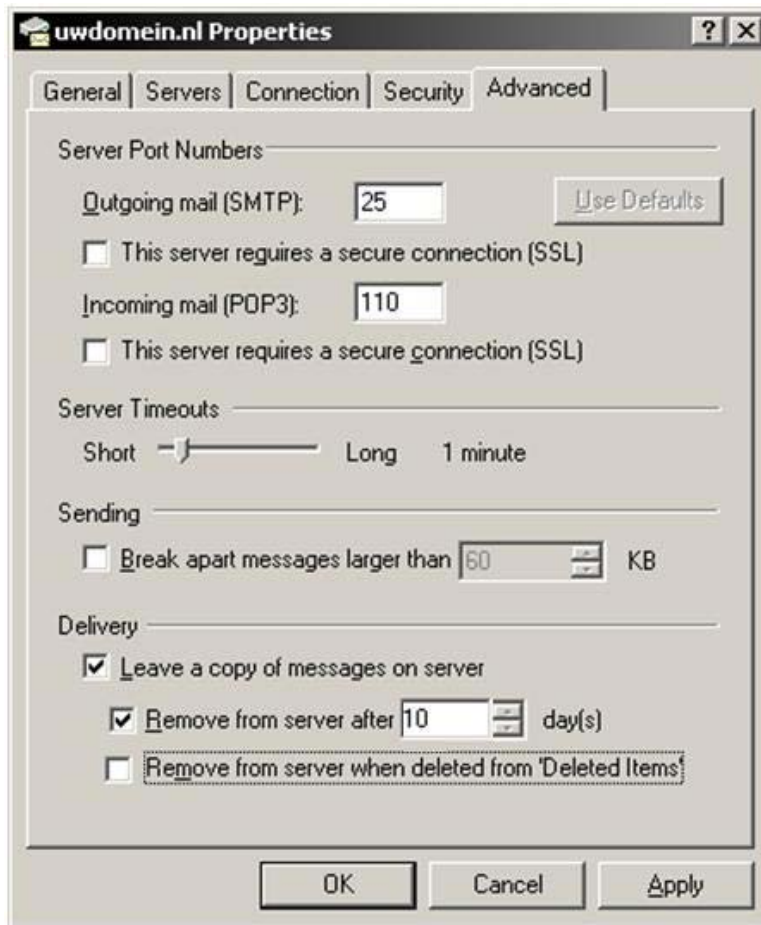 uwdomein.nl Properties
General Servers Connection Security Advanced
Server Port Numbers
Outgoing mail (SMTP): 25 Use Defaults
This server requires a secure connection (SSL)
Incoming mail (POP3): 110
This server requires a secure connection (SSL)
Server Timeouts
Short Long 1 minute
Sending
Break apart messages larger than 60 KB
Delivery
Leave a copy of messages on server
Remove from server after 10 day(s)
Remove from server when deleted from 'Deleted Items'
OK Cancel Apply